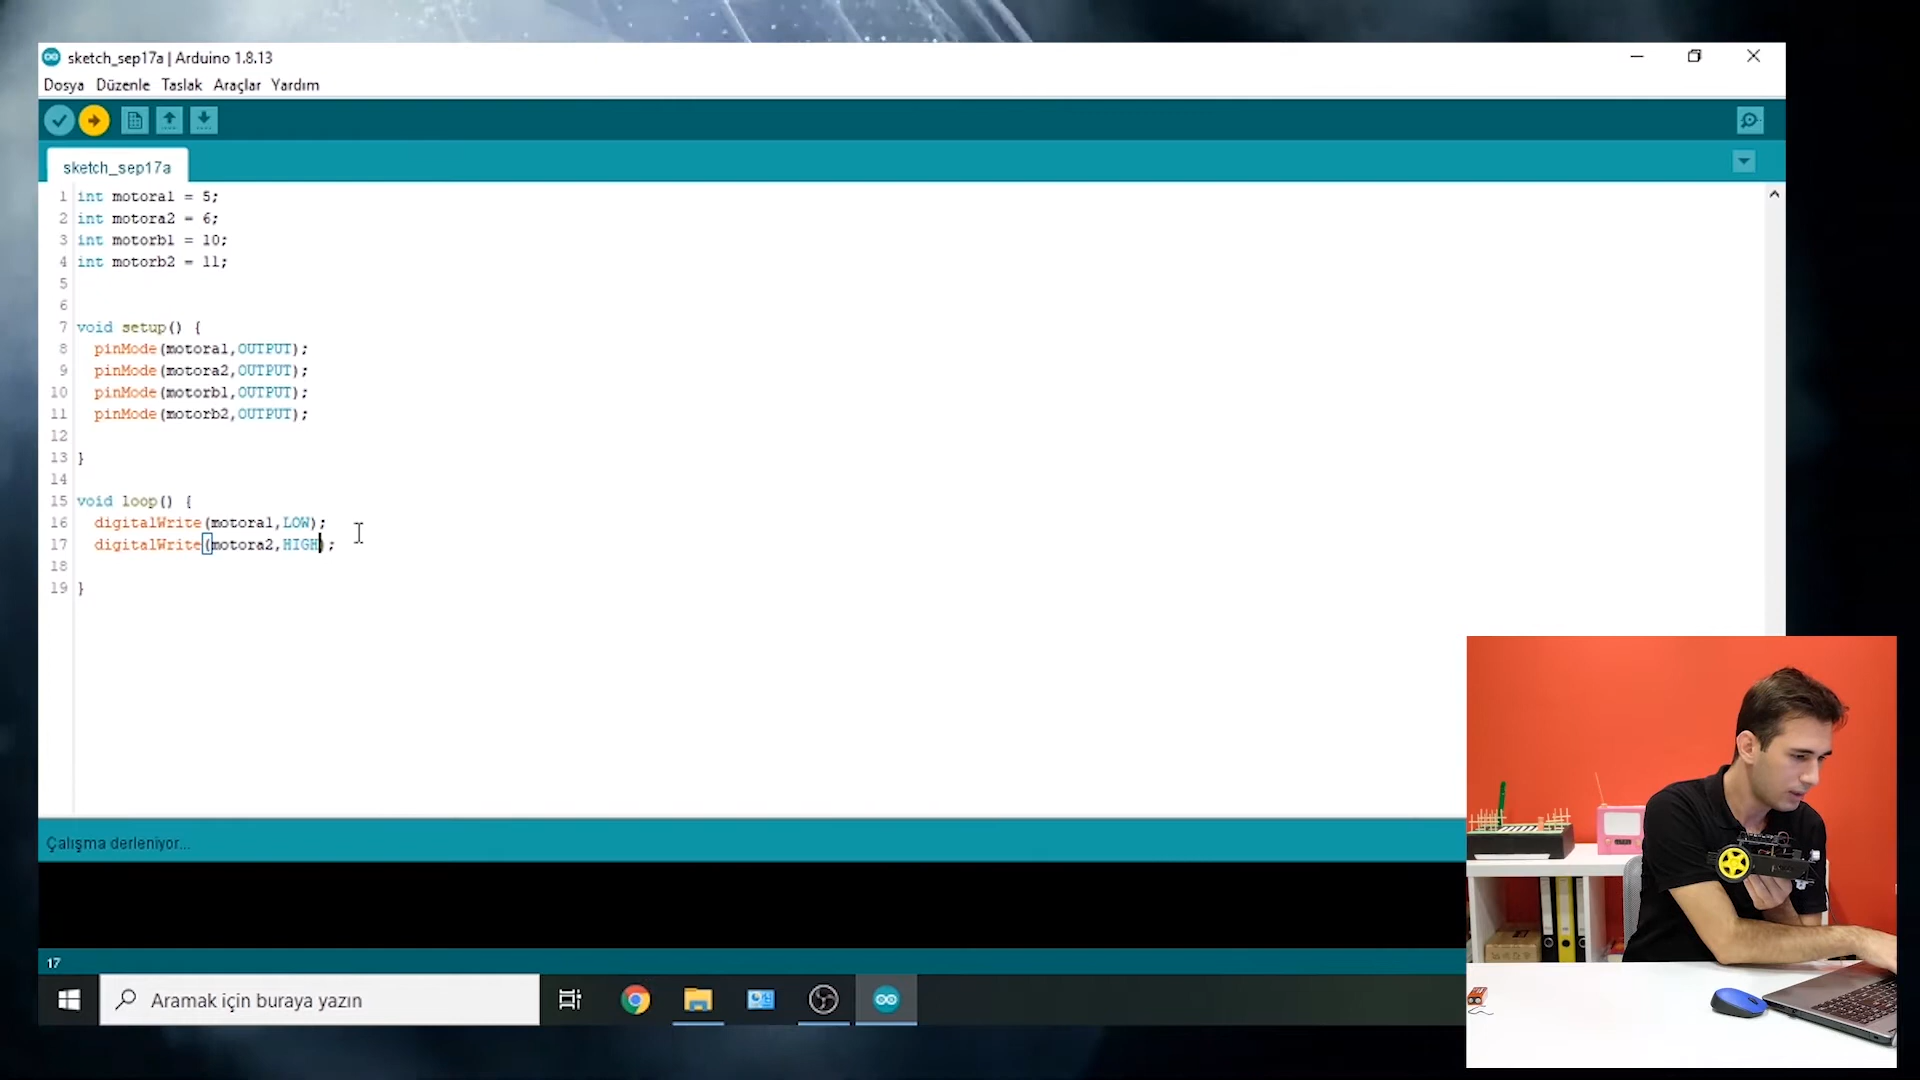 sketch_sep17a | Arduino 1.8.13
Dosya Düzenle Taslak Araçlar Yardım
sketch_sep17a
1 int motora1 = 5;
2 int motora2 = 6;
3 int motorb1 = 10;
4 int motorb2 = 11;
5
6
7 void setup() {
8 pinMode(motora1,OUTPUT);
9 pinMode(motora2,OUTPUT);
10 pinMode(motorb1,OUTPUT);
11 pinMode(motorb2,OUTPUT);
12
13 }
14
15 void loop() {
16 digitalWrite(motora1,LOW);
17 digitalWrite(motora2,HIGH);
18
19 }
Çalışma derleniyor...
17
Aramak için buraya yazın